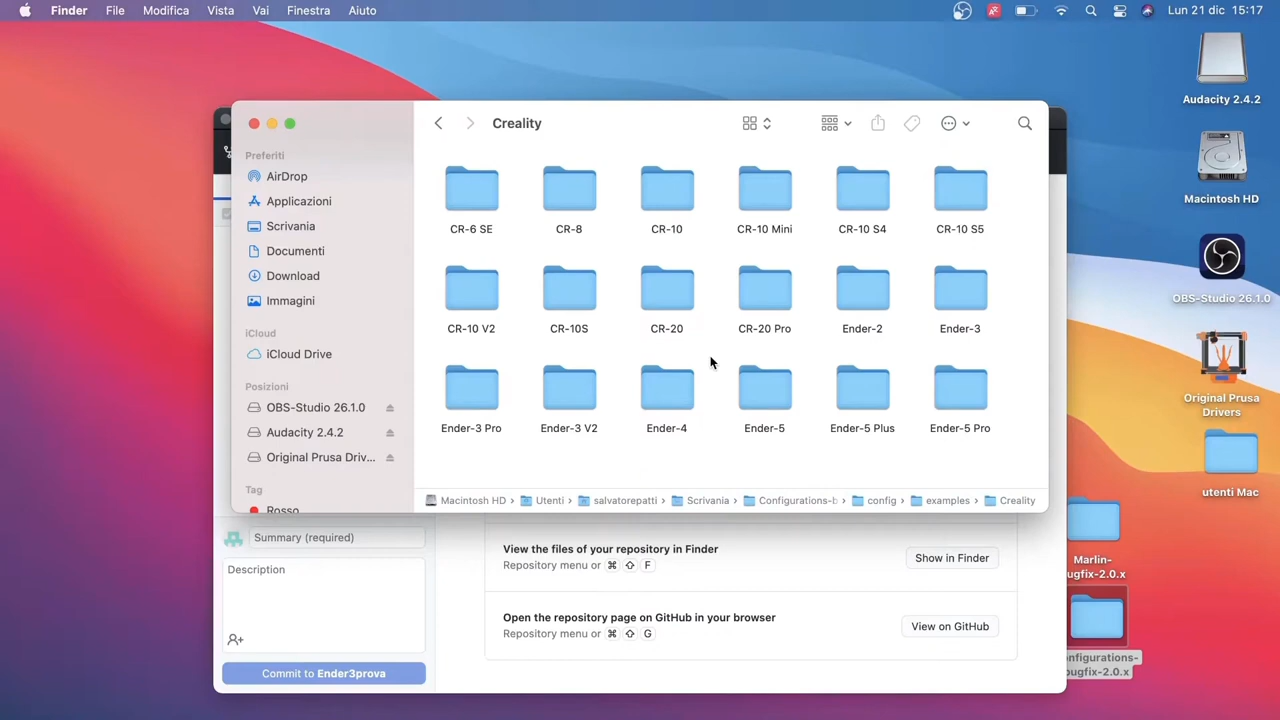 Finder File Modifica Vista Vai Finestra Aiuto Lun 21 dic 15:17
Creality
Preferiti
AirDrop
Applicazioni
Scrivania
Documenti
Download
Immagini
iCloud
iCloud Drive
Posizioni
OBS-Studio 26.1.0
Audacity 2.4.2
Original Prusa Driv...
Tag
Rosso
CR-6 SE CR-8 CR-10 CR-10 Mini CR-10 S4 CR-10 S5
CR-10 V2 CR-10S CR-20 CR-20 Pro Ender-2 Ender-3
Ender-3 Pro Ender-3 V2 Ender-4 Ender-5 Ender-5 Plus Ender-5 Pro
Macintosh HD › Utenti › salvatorepatti › Scrivania › Configurations-b › config › examples › Creality
Summary (required)
Description
Commit to Ender3prova
View the files of your repository in Finder
Repository menu or ⌘ ⇧ F
Show in Finder
Open the repository page on GitHub in your browser
Repository menu or ⌘ ⇧ G
View on GitHub
Audacity 2.4.2
Macintosh HD
OBS-Studio 26.1.0
Original Prusa
Drivers
utenti Mac
Marlin-
ugfix-2.0.x
onfigurations-
bugfix-2.0.x